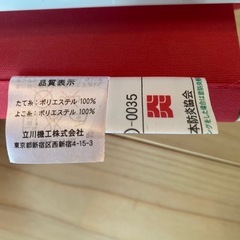 品質表示
たて糸：ポリエステル 100%
よこ糸：ポリエステル 100%
立川機工株式会社
東京都新宿区西新宿4-15-3
-0035
本防炎協会